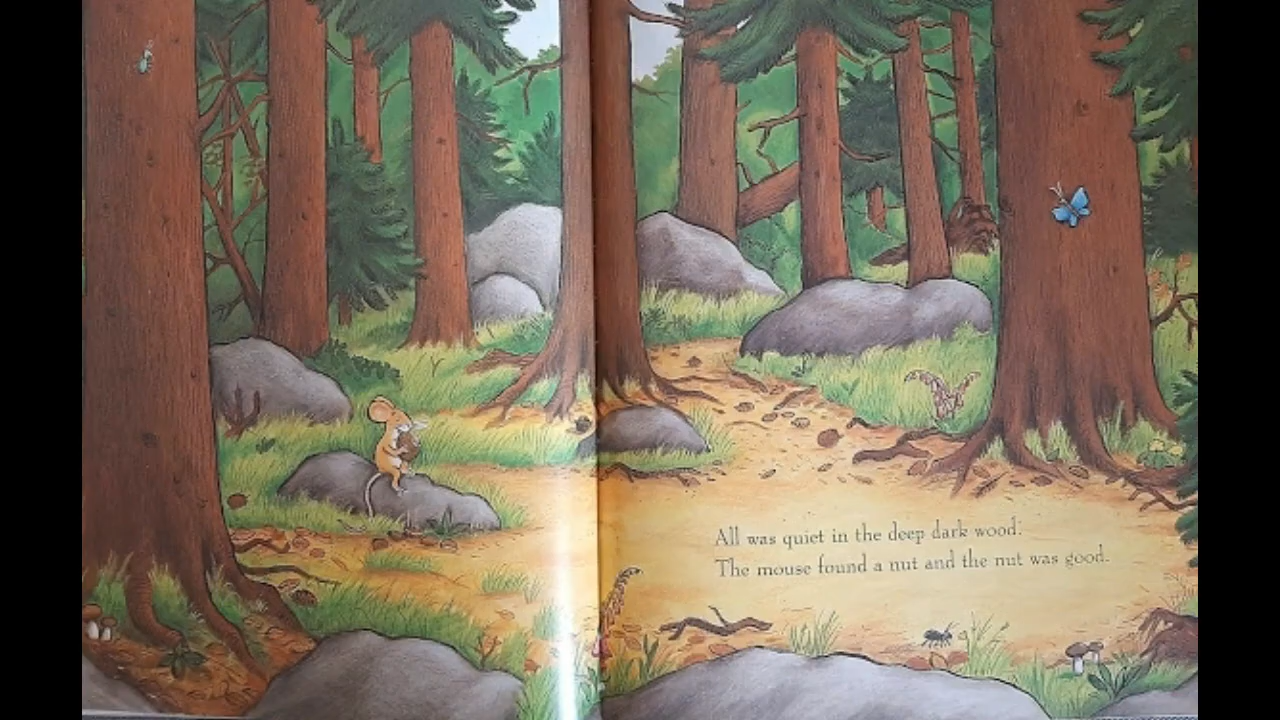 All was quiet in the deep dark wood.
The mouse found a nut and the nut was good.